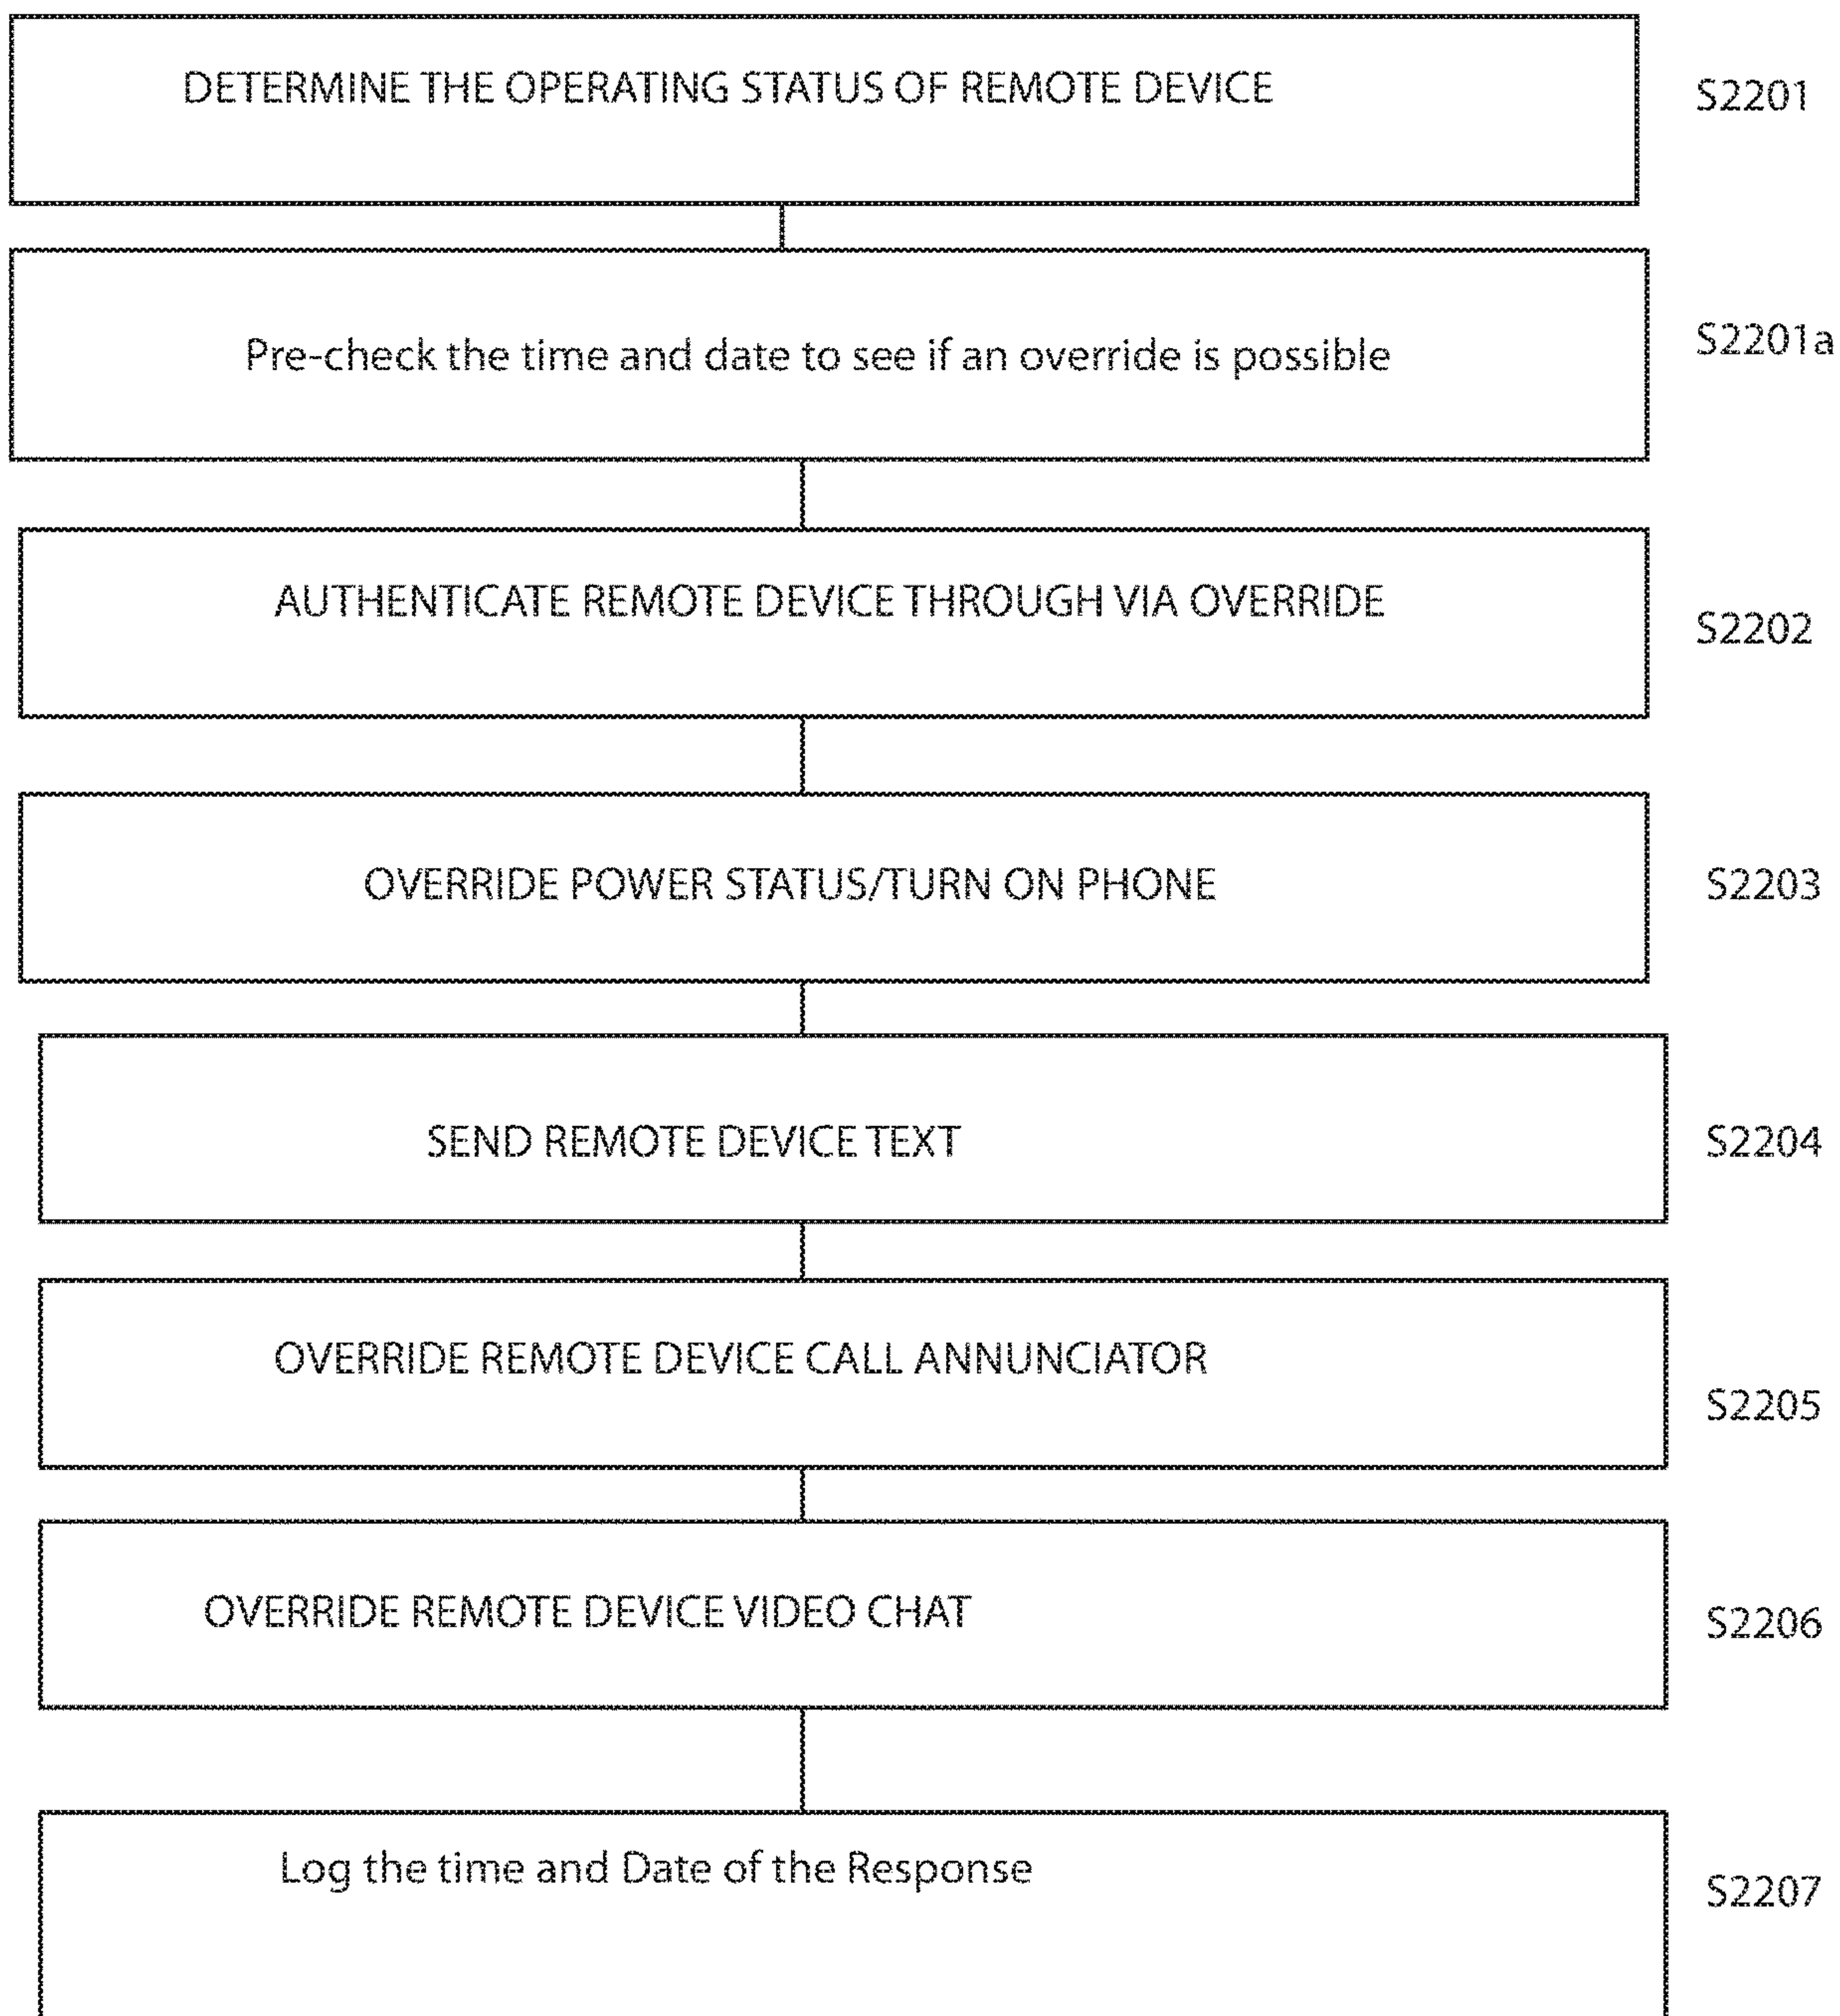 DETERMINE THE OPERATING STATUS OF REMOTE DEVICE
S2201
Pre-check the time and date to see if an override is possible
S2201a
AUTHENTICATE REMOTE DEVICE THROUGH VIA OVERRIDE
S2202
OVERRIDE POWER STATUS/TURN ON PHONE
S2203
SEND REMOTE DEVICE TEXT
S2204
OVERRIDE REMOTE DEVICE CALL ANNUNCIATOR
S2205
OVERRIDE REMOTE DEVICE VIDEO CHAT
S2206
Log the time and Date of the Response
S2207